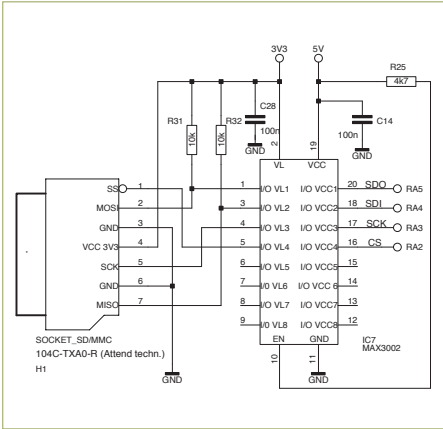 3V3 5V
R25
4k7
R31 R32 C28 C14
10k 10k 100n 100n
2 19
GND GND
VL VCC
SS 1 1 I/O VL1 I/O VCC1 20 SDO RA5
MOSI 2 3 I/O VL2 I/O VCC2 18 SDI RA4
GND 3 4 I/O VL3 I/O VCC3 17 SCK RA3
VCC 3V3 4 5 I/O VL4 I/O VCC4 16 CS RA2
SCK 5 6 I/O VL5 I/O VCC5 15
GND 6 7 I/O VL6 I/O VCC 6 14
MISO 7 8 I/O VL7 I/O VCC7 13
9 I/0 VL8 I/O VCC8 12
EN GND
10 11
SOCKET_SD/MMC
104C-TXA0-R (Attend techn.)
H1
IC7
MAX3002
GND GND